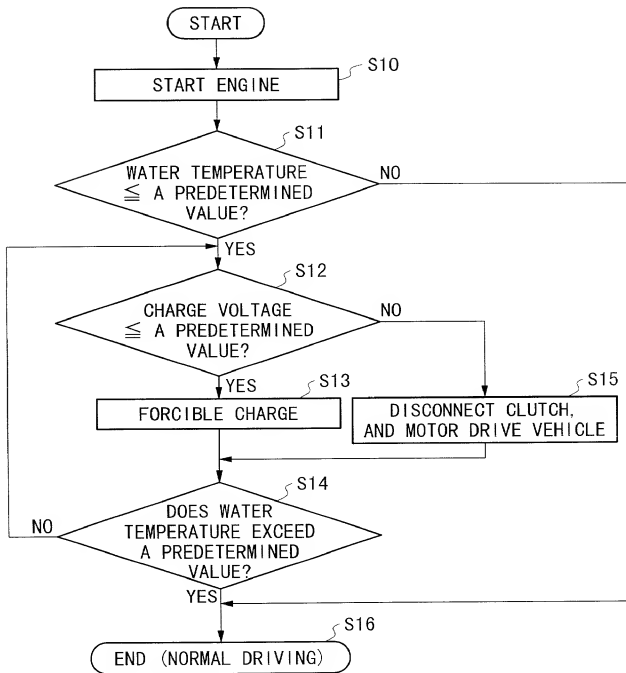 START
S10
START ENGINE
S11
WATER TEMPERATURE
≦ A PREDETERMINED
VALUE?
NO
YES
S12
CHARGE VOLTAGE
≦ A PREDETERMINED
VALUE?
NO
YES
S13
FORCIBLE CHARGE
S15
DISCONNECT CLUTCH,
AND MOTOR DRIVE VEHICLE
S14
DOES WATER
TEMPERATURE EXCEED
A PREDETERMINED
VALUE?
NO
YES
S16
END (NORMAL DRIVING)